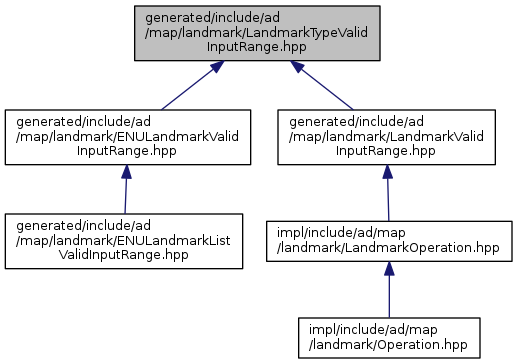 generated/include/ad
/map/landmark/LandmarkTypeValid
InputRange.hpp
generated/include/ad
/map/landmark/ENULandmarkValid
InputRange.hpp
generated/include/ad
/map/landmark/LandmarkValid
InputRange.hpp
generated/include/ad
/map/landmark/ENULandmarkList
ValidInputRange.hpp
impl/include/ad/map
/landmark/LandmarkOperation.hpp
impl/include/ad/map
/landmark/Operation.hpp